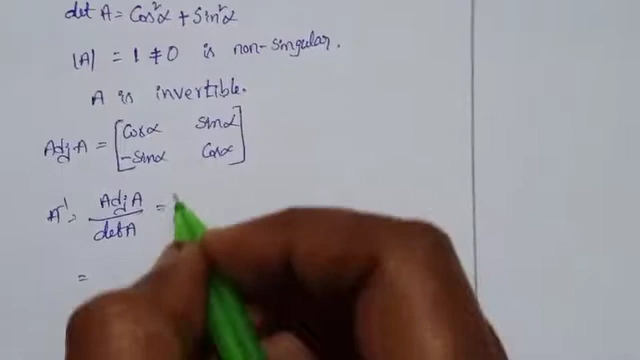 det A = Cos²α + Sin²α
|A| = 1 ≠ 0 is non-singular.
A is invertible.
Adj A = [Cosα Sinα
-Sinα Cosα]
A⁻¹ = Adj A / det A =
=